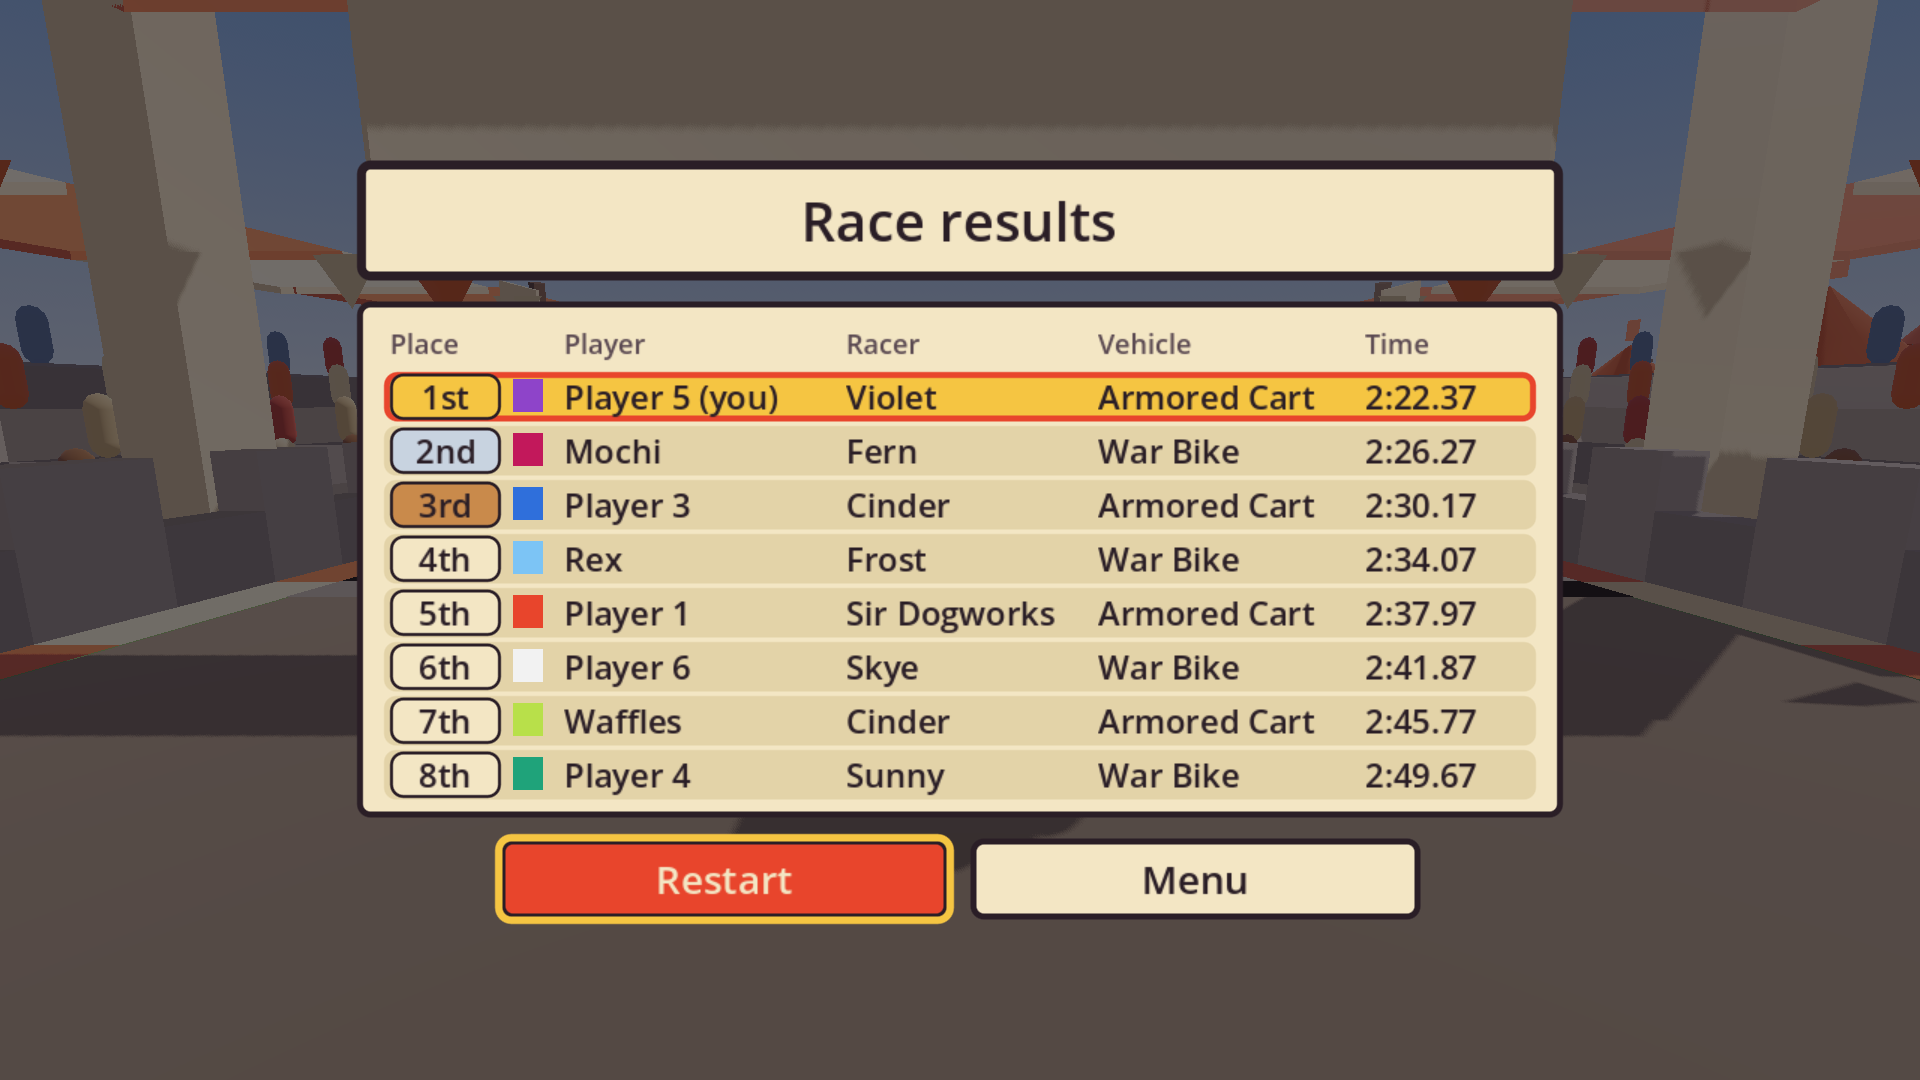 Race results
Place Player Racer Vehicle Time
1st Player 5 (you) Violet Armored Cart 2:22.37
2nd Mochi Fern War Bike 2:26.27
3rd Player 3 Cinder Armored Cart 2:30.17
4th Rex Frost War Bike 2:34.07
5th Player 1 Sir Dogworks Armored Cart 2:37.97
6th Player 6 Skye War Bike 2:41.87
7th Waffles Cinder Armored Cart 2:45.77
8th Player 4 Sunny War Bike 2:49.67
Restart Menu